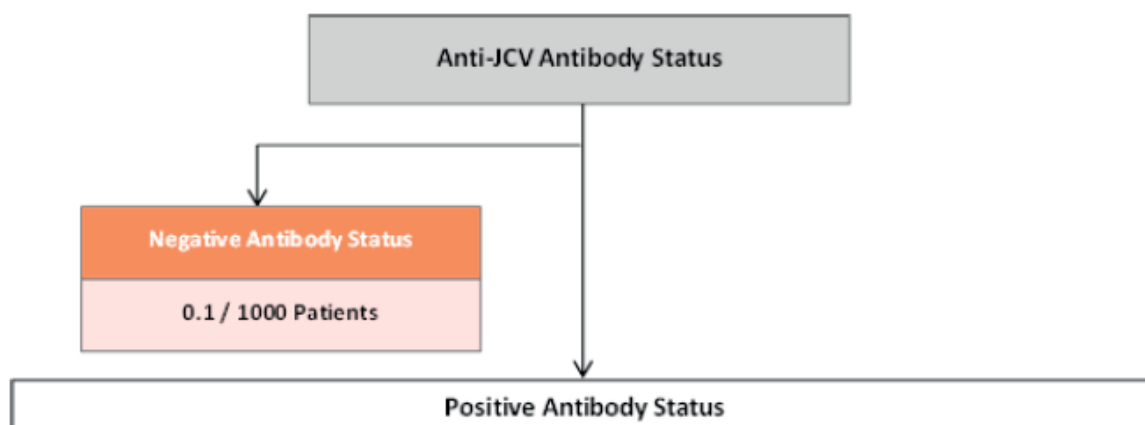 Anti-JCV Antibody Status
Negative Antibody Status
0.1 / 1000 Patients
Positive Antibody Status